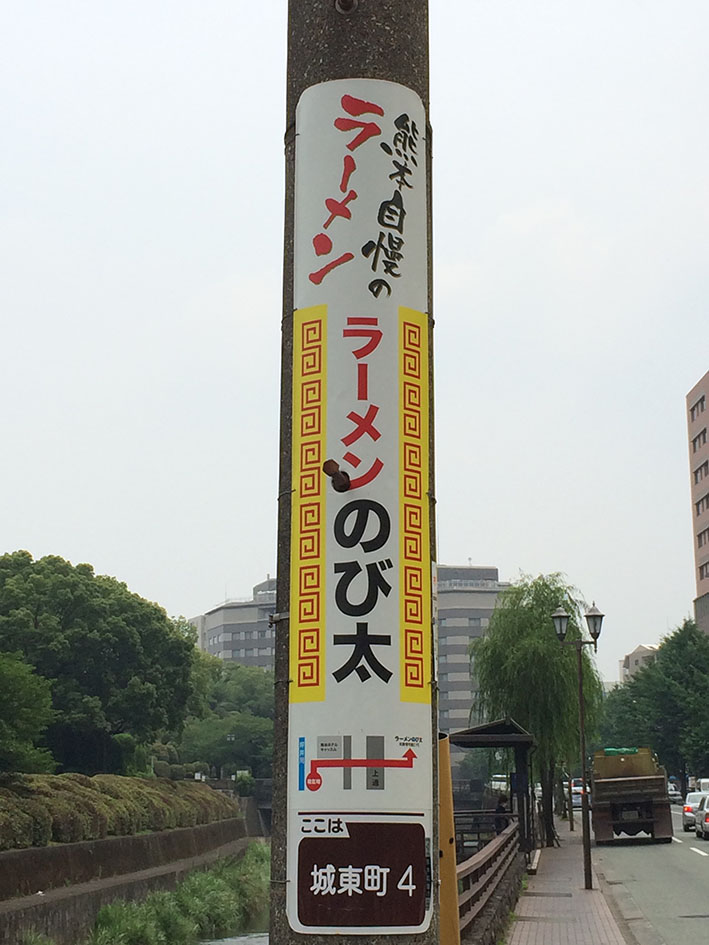 熊本自慢の
ラーメン
ラーメン
のび太
ラーメンのび太
上通
ここは
城東町4